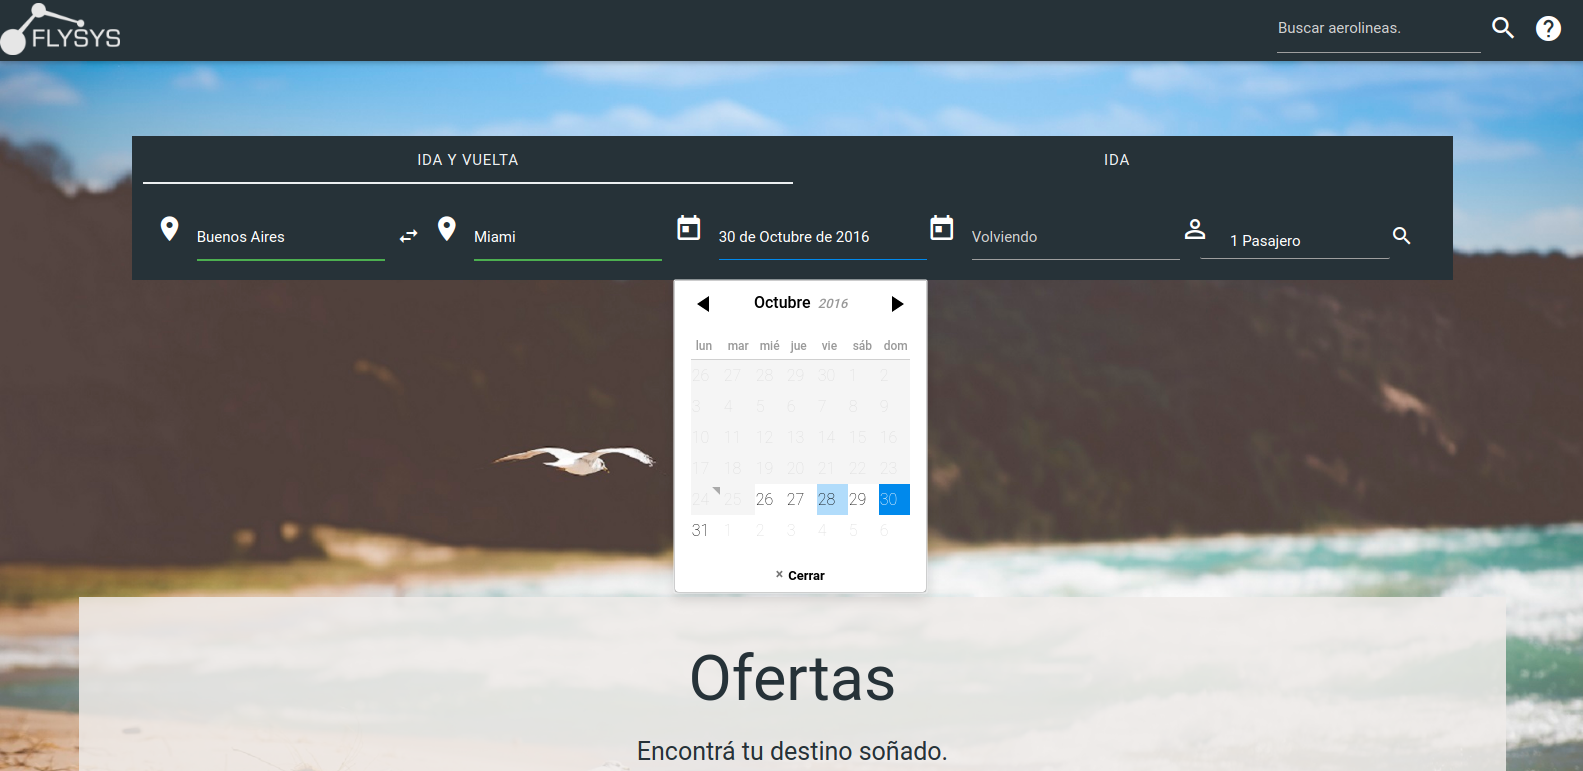 FLYSYS
Buscar aerolineas.
IDA Y VUELTA IDA
Buenos Aires Miami 30 de Octubre de 2016 Volviendo 1 Pasajero
Octubre 2016
lun mar mié jue vie sáb dom
26 27 28 29 30 1 2
3 4 5 6 7 8 9
10 11 12 13 14 15 16
17 18 19 20 21 22 23
24 25 26 27 28 29 30
31 1 2 3 4 5 6
× Cerrar
Ofertas
Encontrá tu destino soñado.